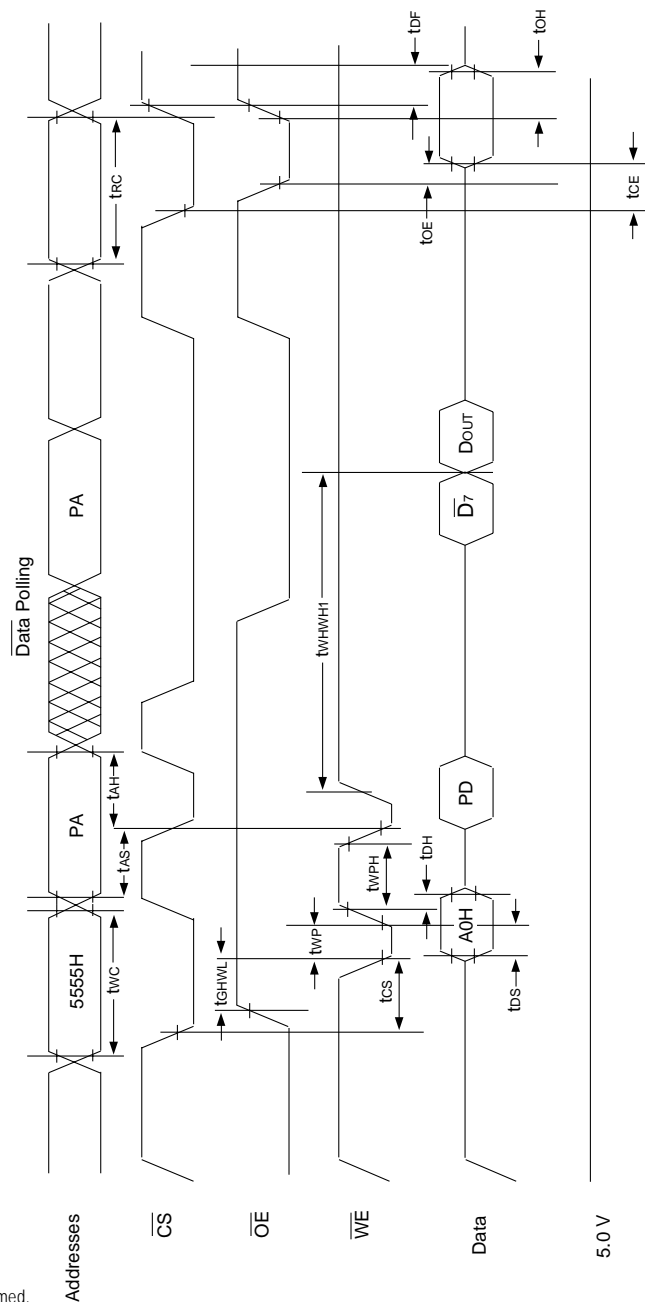 Data Polling
Addresses
5555H
PA
PA
tWC
tAS
tAH
tRC
CS
OE
tGHWL
WE
tCS
tWP
tWPH
tWHWH1
Data
A0H
PD
D7
DOUT
tDS
tDH
tOE
tDF
tOH
tCE
5.0 V
med.